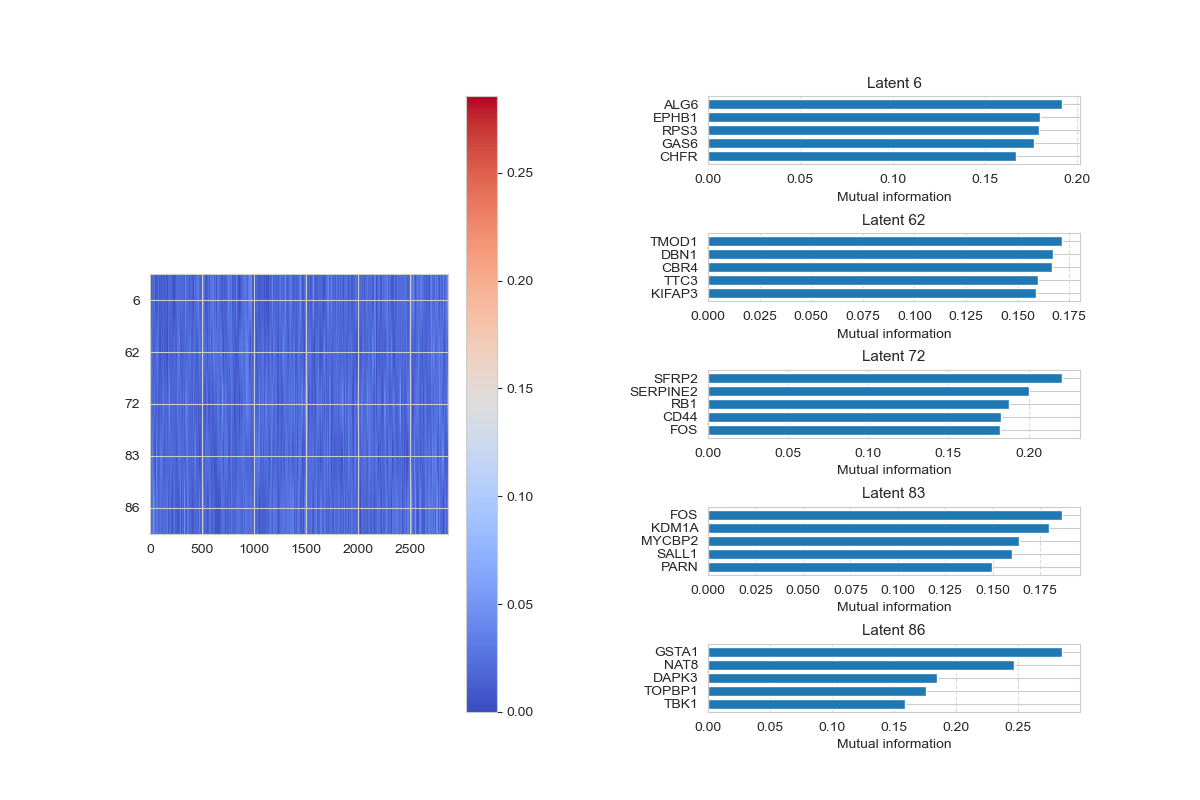 6
62
72
83
86
0 500 1000 1500 2000 2500
0.25
0.20
0.15
0.10
0.05
0.00
Latent 6
ALG6
EPHB1
RPS3
GAS6
CHFR
0.00 0.05 0.10 0.15 0.20
Mutual information
Latent 62
TMOD1
DBN1
CBR4
TTC3
KIFAP3
0.000 0.025 0.050 0.075 0.100 0.125 0.150 0.175
Mutual information
Latent 72
SFRP2
SERPINE2
RB1
CD44
FOS
0.00 0.05 0.10 0.15 0.20
Mutual information
Latent 83
FOS
KDM1A
MYCBP2
SALL1
PARN
0.000 0.025 0.050 0.075 0.100 0.125 0.150 0.175
Mutual information
Latent 86
GSTA1
NAT8
DAPK3
TOPBP1
TBK1
0.00 0.05 0.10 0.15 0.20 0.25
Mutual information